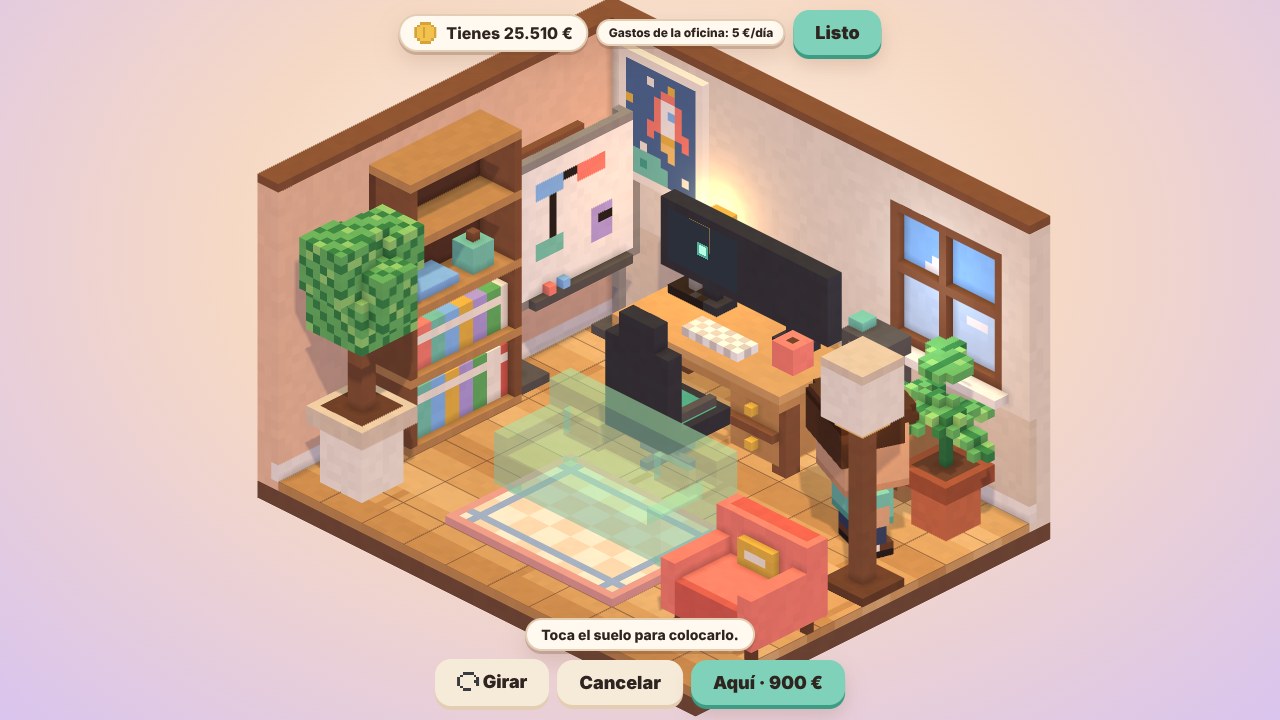 Tienes 25.510 €
Gastos de la oficina: 5 €/día
Listo
Toca el suelo para colocarlo.
Girar
Cancelar
Aquí · 900 €